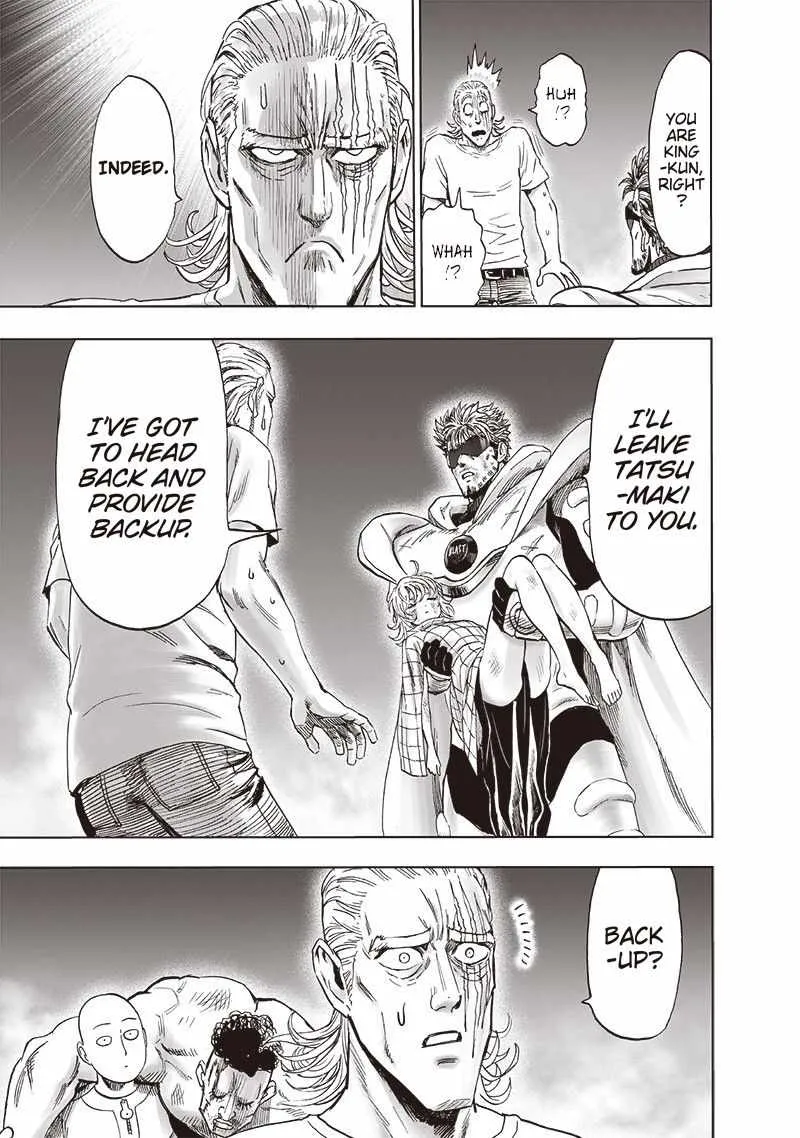 YOU
ARE
KING
-KUN,
RIGHT
?
HUH
!?
WHAH
!?
INDEED.
I'LL
LEAVE
TATSU
-MAKI
TO YOU.
BLAST
I'VE GOT
TO HEAD
BACK AND
PROVIDE
BACKUP.
BACK
-UP?